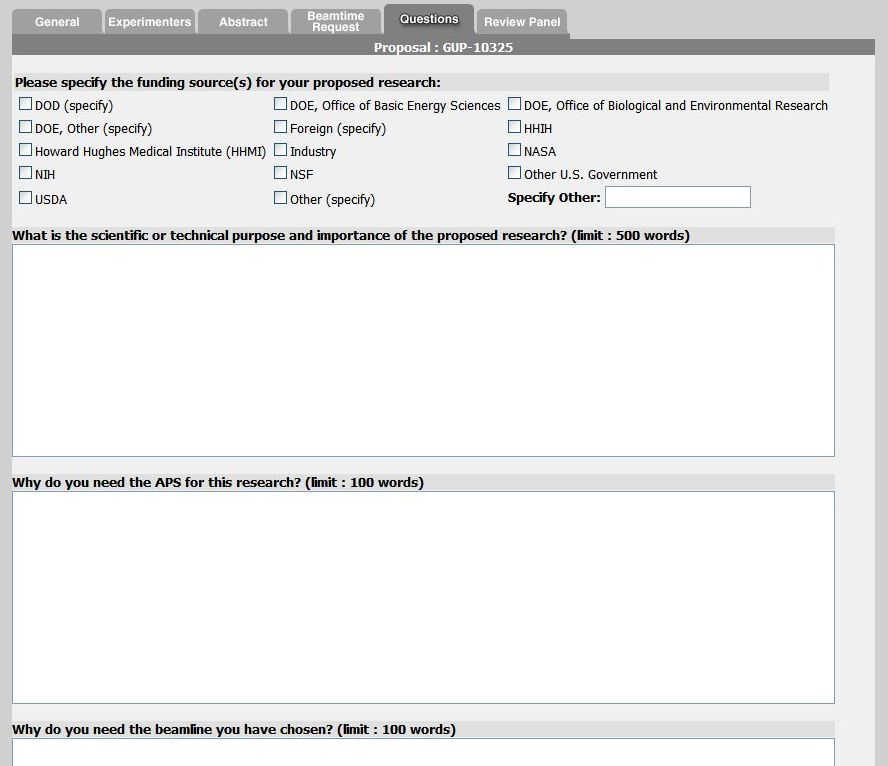 General Experimenters Abstract Beamtime Request Questions Review Panel
Proposal : GUP-10325
Please specify the funding source(s) for your proposed research:
DOD (specify) DOE, Office of Basic Energy Sciences DOE, Office of Biological and Environmental Research
DOE, Other (specify) Foreign (specify) HHIH
Howard Hughes Medical Institute (HHMI) Industry NASA
NIH NSF Other U.S. Government
USDA Other (specify) Specify Other:
What is the scientific or technical purpose and importance of the proposed research? (limit : 500 words)
Why do you need the APS for this research? (limit : 100 words)
Why do you need the beamline you have chosen? (limit : 100 words)